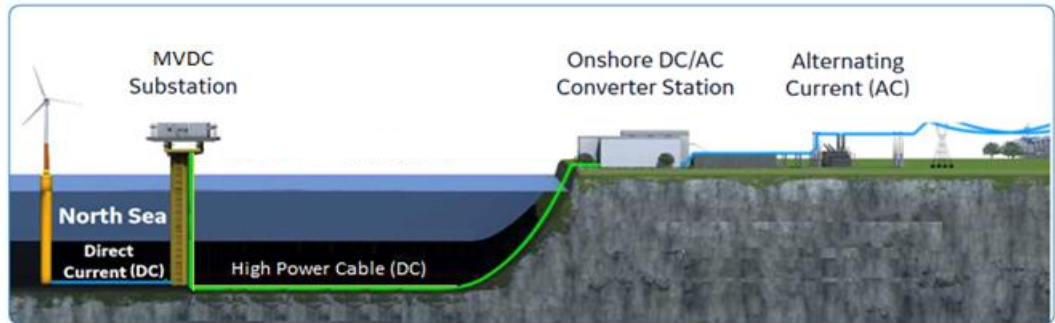 MVDC
Substation
Onshore DC/AC
Converter Station
Alternating
Current (AC)
North Sea
Direct
Current (DC)
High Power Cable (DC)